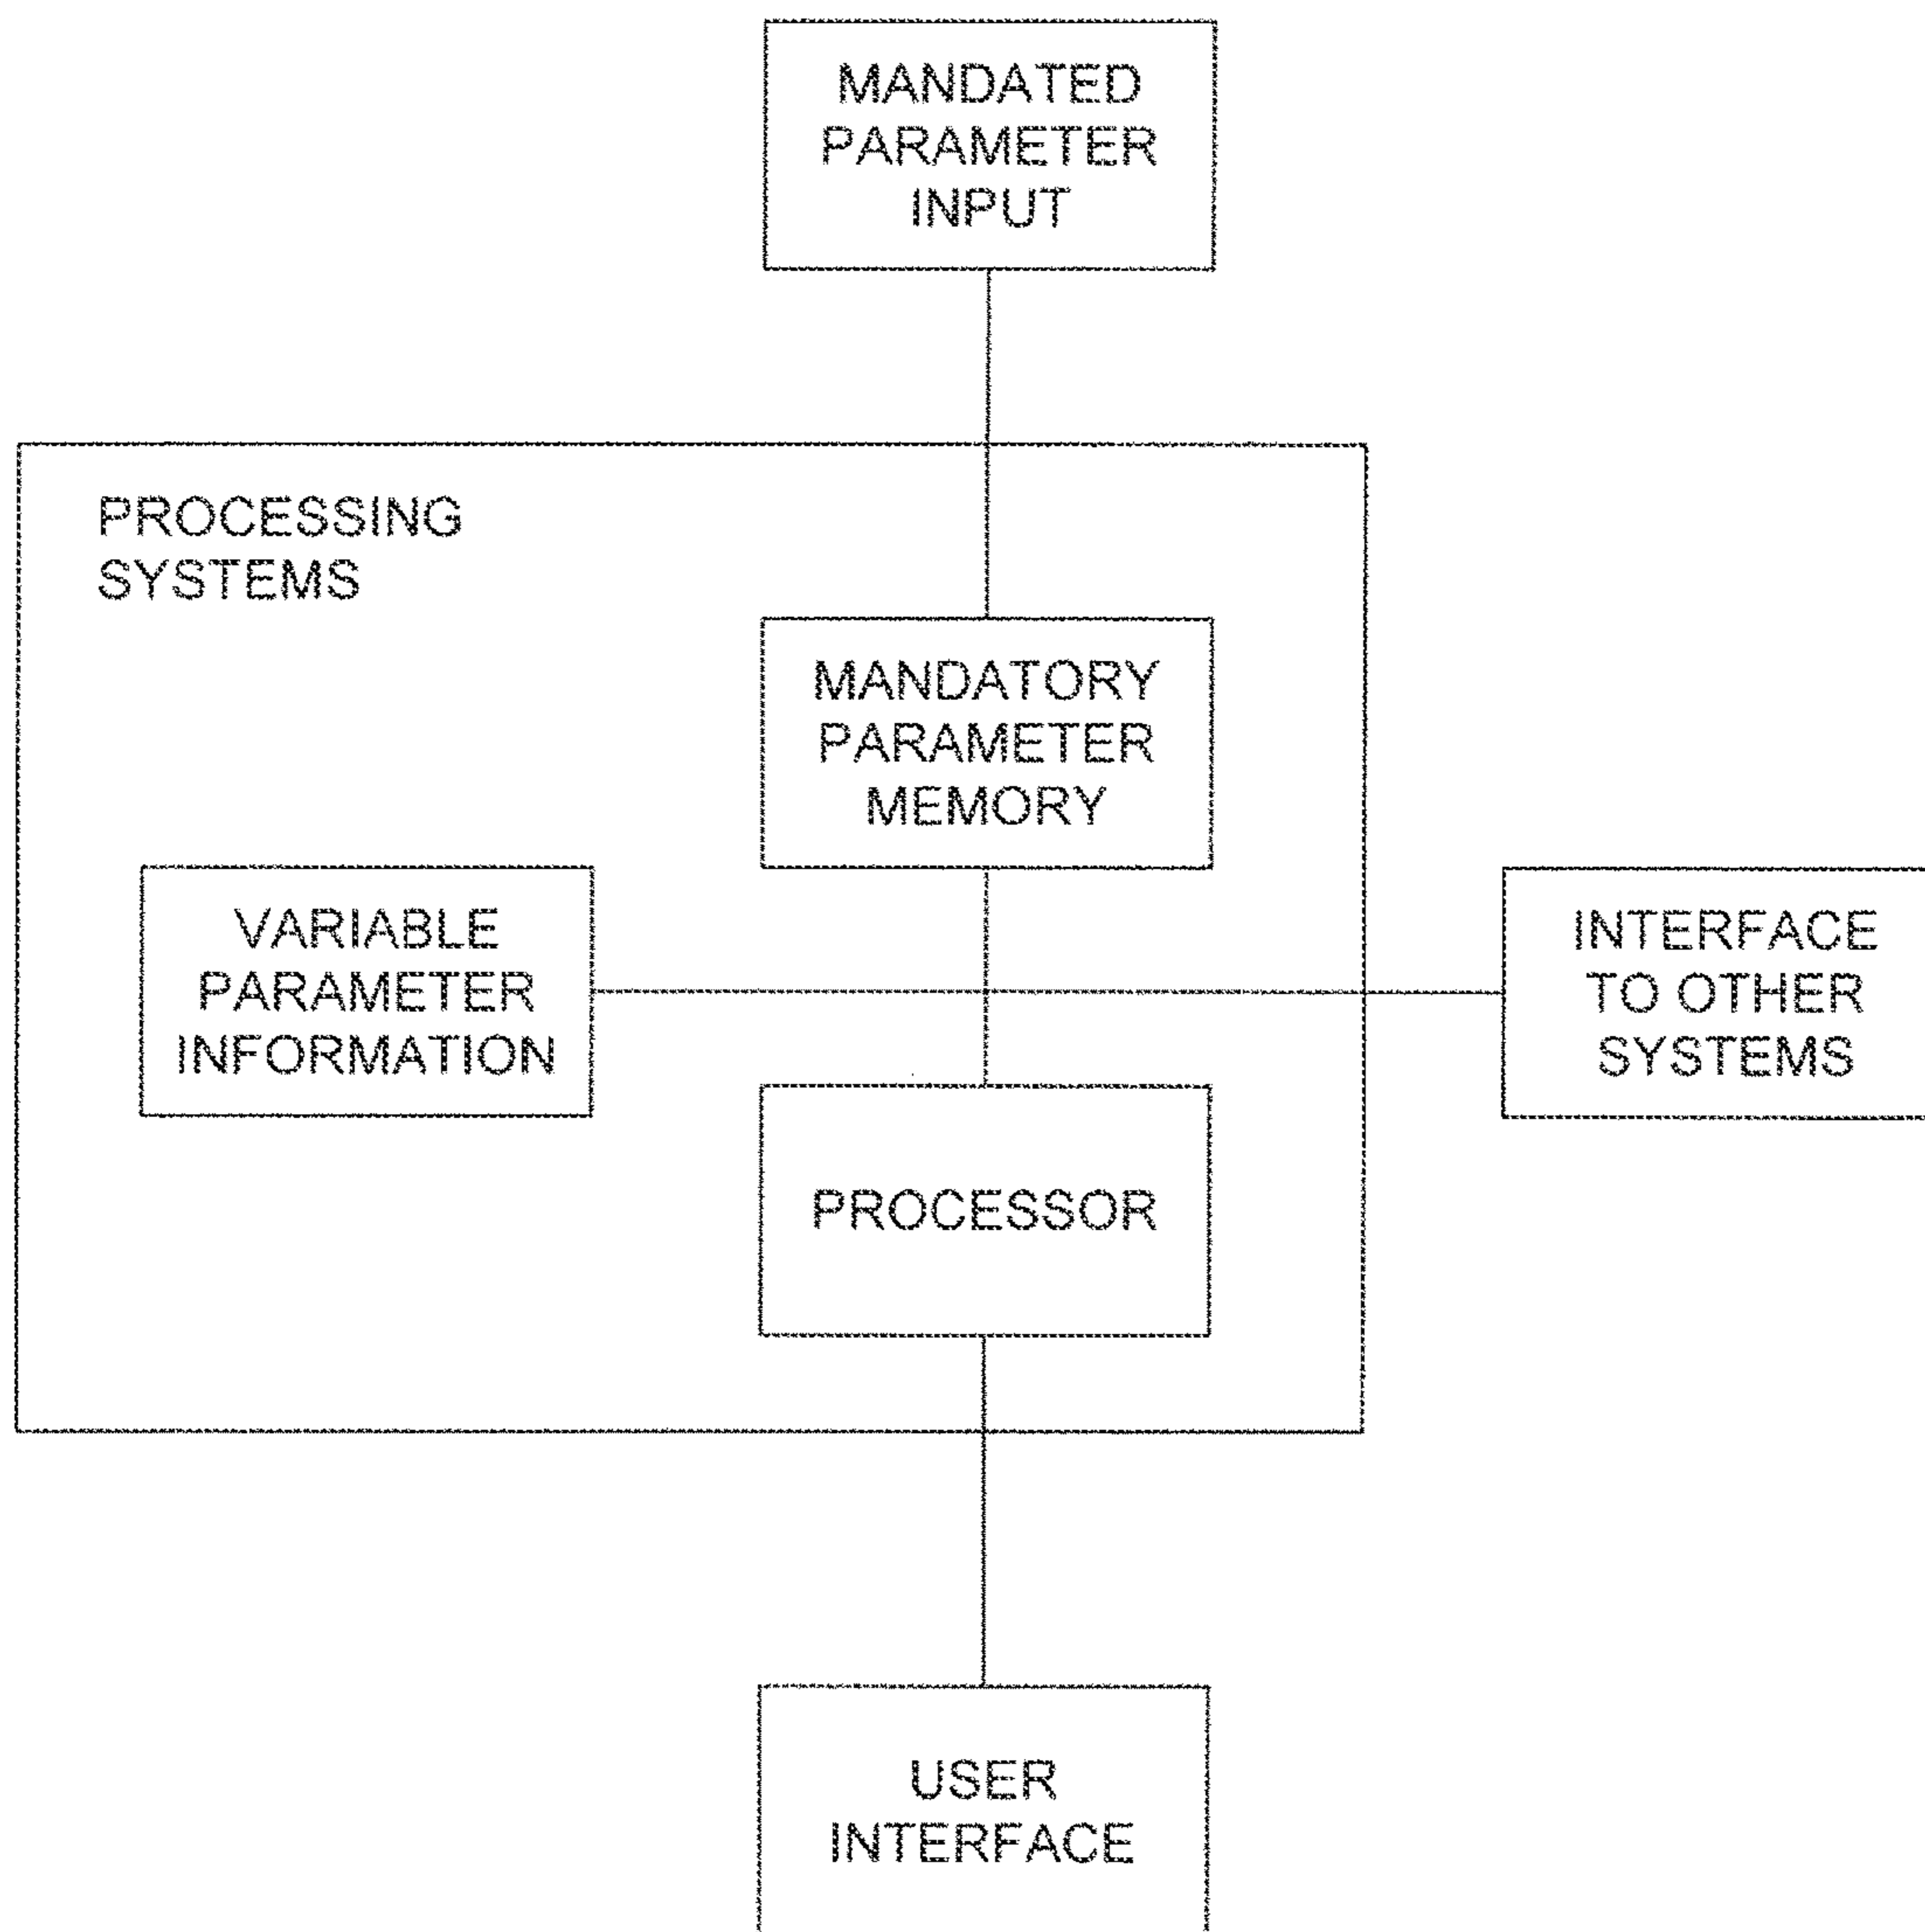 MANDATED
PARAMETER
INPUT
PROCESSING
SYSTEMS
MANDATORY
PARAMETER
MEMORY
VARIABLE
PARAMETER
INFORMATION
INTERFACE
TO OTHER
SYSTEMS
PROCESSOR
USER
INTERFACE